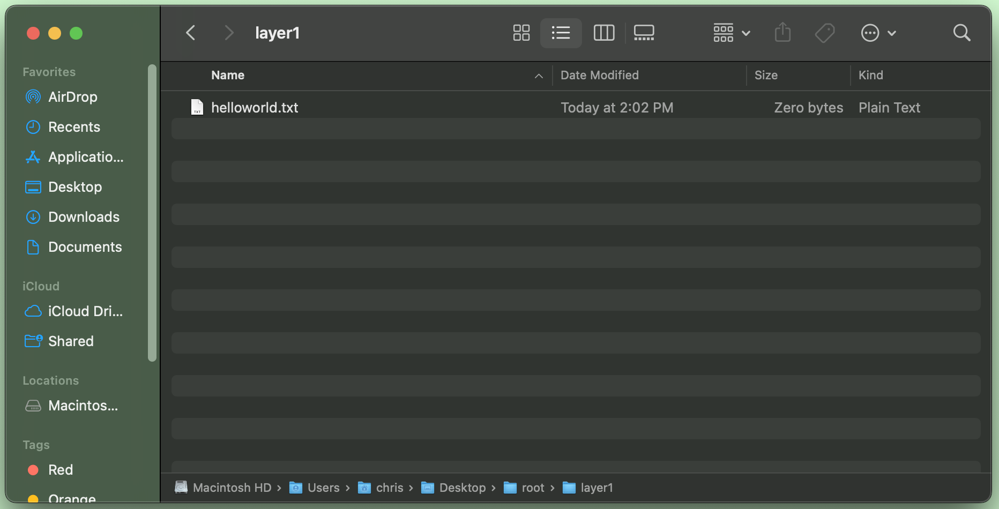 layer1
Favorites
AirDrop
Recents
Applicatio...
Desktop
Downloads
Documents
iCloud
iCloud Dri...
Shared
Locations
Macintos...
Tags
Red
Orange
Name Date Modified Size Kind
TXT helloworld.txt Today at 2:02 PM Zero bytes Plain Text
Macintosh HD › Users › chris › Desktop › root › layer1